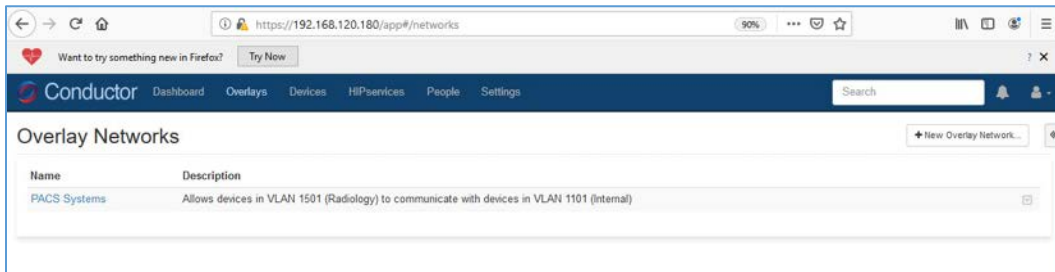 https://192.168.120.180/app#/networks 90%
Want to try something new in Firefox? Try Now ?
Conductor Dashboard Overlays Devices HIPservices People Settings Search
Overlay Networks + New Overlay Network...
Name Description
PACS Systems Allows devices in VLAN 1501 (Radiology) to communicate with devices in VLAN 1101 (Internal)